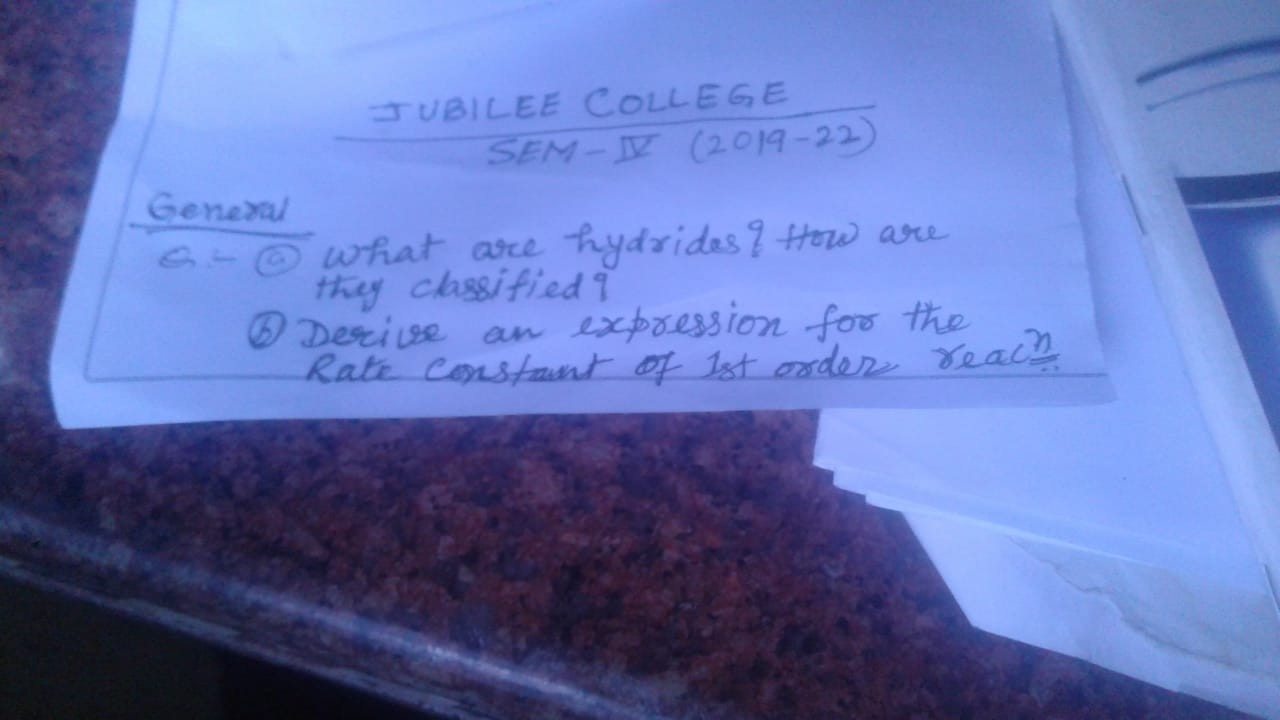 JUBILEE COLLEGE
SEM-IV (2019-22)
General
G:- (a) what are hydrides? How are
they classified?
(b) Derive an expression for the
Rate Constant of 1st order reacn